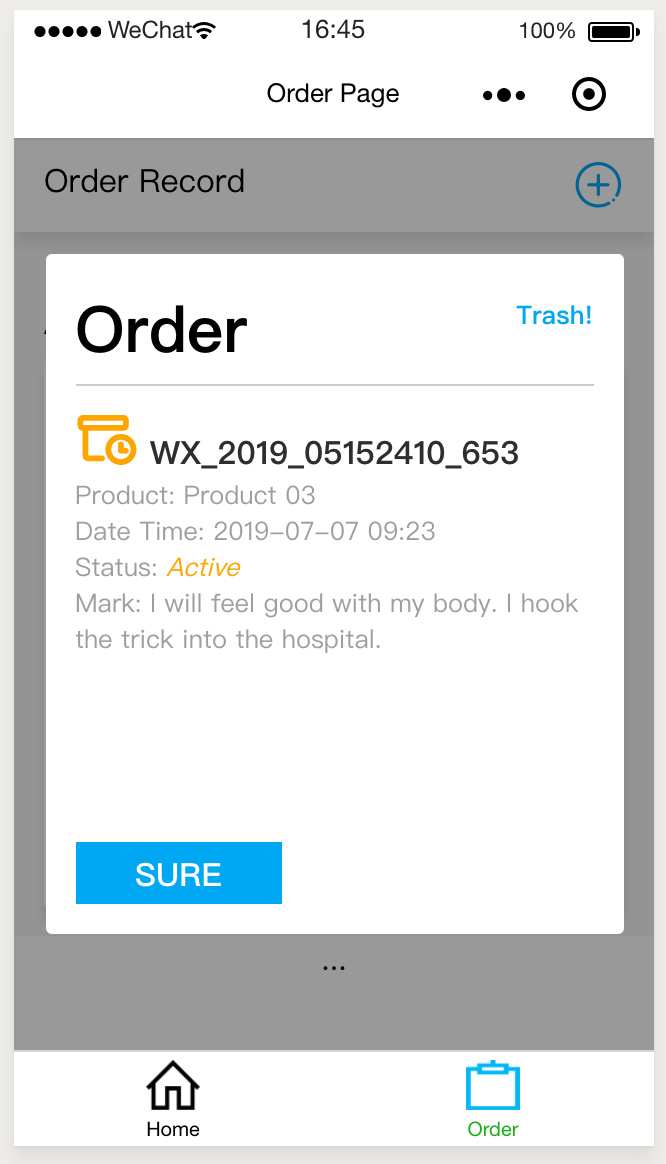 WeChat 16:45 100%
Order Page
Order Record
Order Trash!
WX_2019_05152410_653
Product: Product 03
Date Time: 2019-07-07 09:23
Status: Active
Mark: I will feel good with my body. I hook
the trick into the hospital.
SURE
...
Home Order